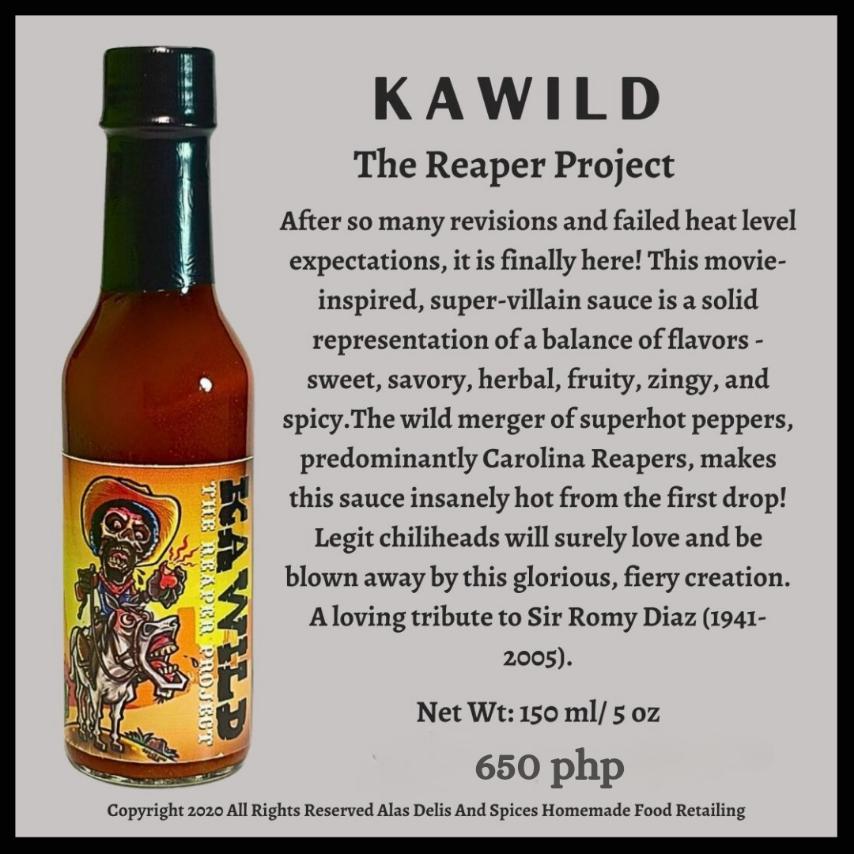 KAWILD
The Reaper Project
After so many revisions and failed heat level
expectations, it is finally here! This movie-
inspired, super-villain sauce is a solid
representation of a balance of flavors -
sweet, savory, herbal, fruity, zingy, and
spicy.The wild merger of superhot peppers,
predominantly Carolina Reapers, makes
this sauce insanely hot from the first drop!
Legit chiliheads will surely love and be
blown away by this glorious, fiery creation.
A loving tribute to Sir Romy Diaz (1941-
2005).
Net Wt: 150 ml/ 5 oz
650 php
KAWILD
THE REAPER PROJECT
Copyright 2020 All Rights Reserved Alas Delis And Spices Homemade Food Retailing